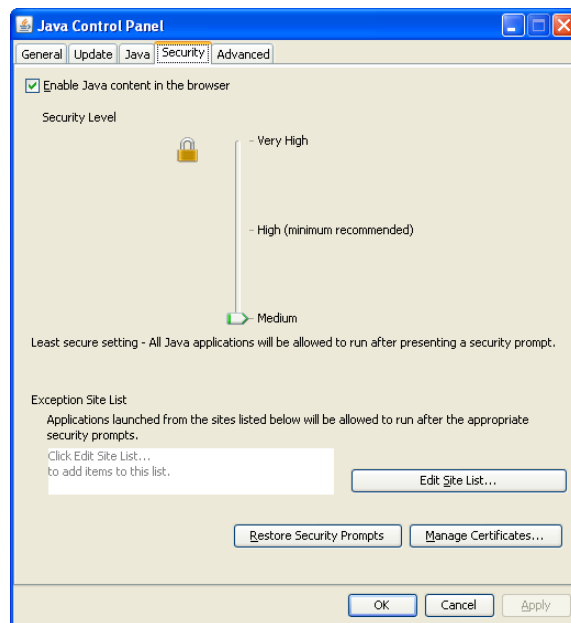 Java Control Panel
General Update Java Security Advanced
Enable Java content in the browser
Security Level
Very High
High (minimum recommended)
Medium
Least secure setting - All Java applications will be allowed to run after presenting a security prompt.
Exception Site List
Applications launched from the sites listed below will be allowed to run after the appropriate
security prompts.
Click Edit Site List...
to add items to this list.
Edit Site List...
Restore Security Prompts Manage Certificates...
OK Cancel Apply